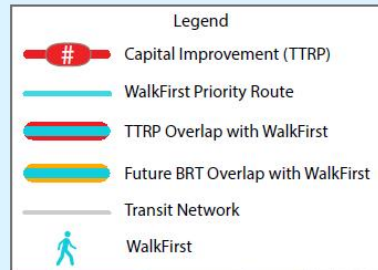 Legend
# Capital Improvement (TTRP)
WalkFirst Priority Route
TTRP Overlap with WalkFirst
Future BRT Overlap with WalkFirst
Transit Network
WalkFirst